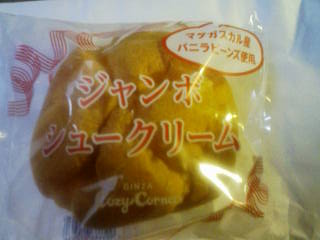 マダガスカル産
バニラビーンズ使用
ジャンボ
シュークリーム
GINZA
Cozy Corner